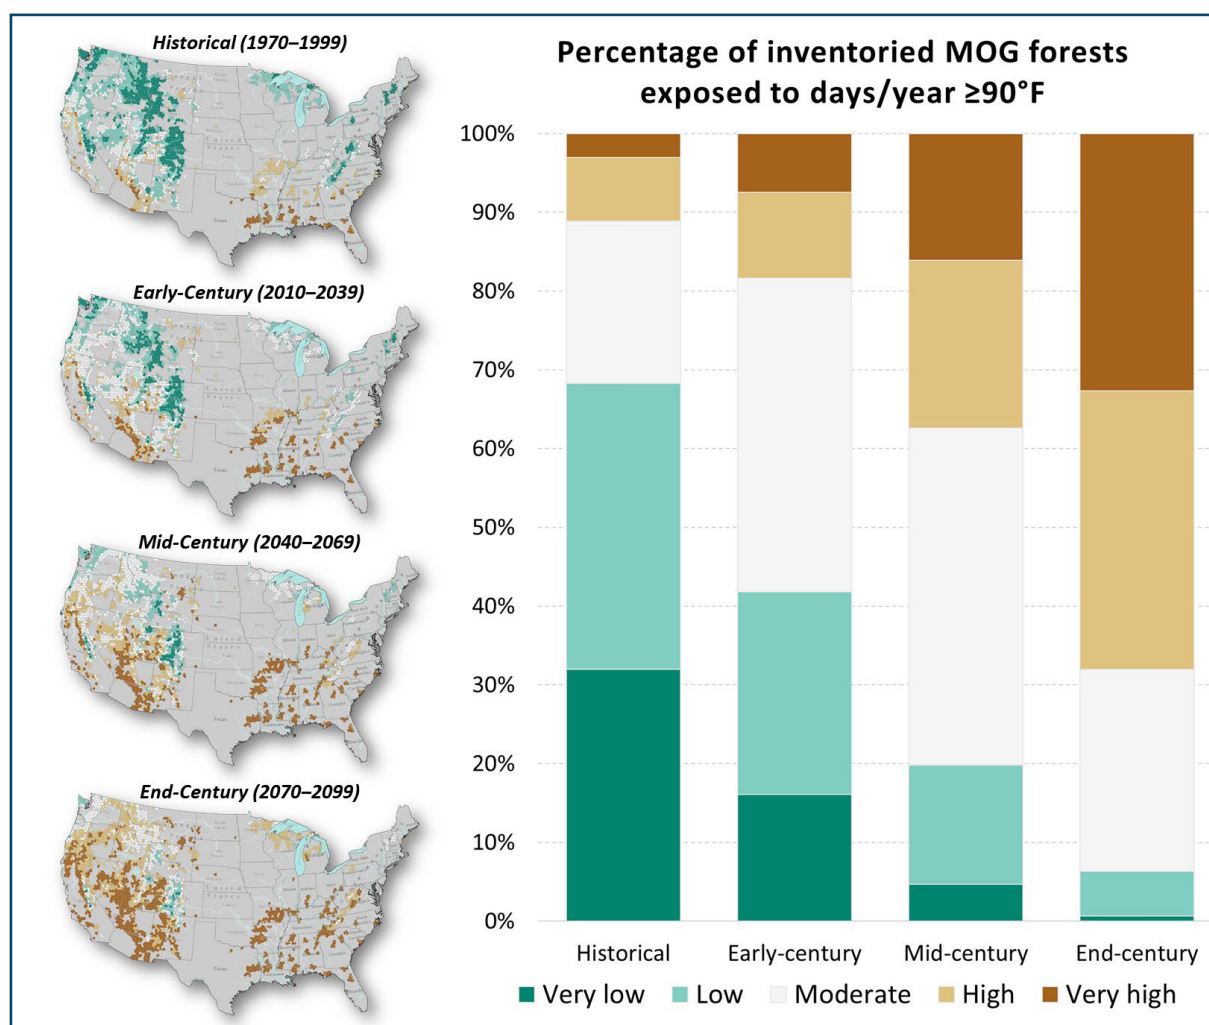 Historical (1970–1999)
Early-Century (2010–2039)
Mid-Century (2040–2069)
End-Century (2070–2099)
Percentage of inventoried MOG forests
exposed to days/year ≥90°F
100%
90%
80%
70%
60%
50%
40%
30%
20%
10%
0%
Historical
Early-century
Mid-century
End-century
Very low
Low
Moderate
High
Very high